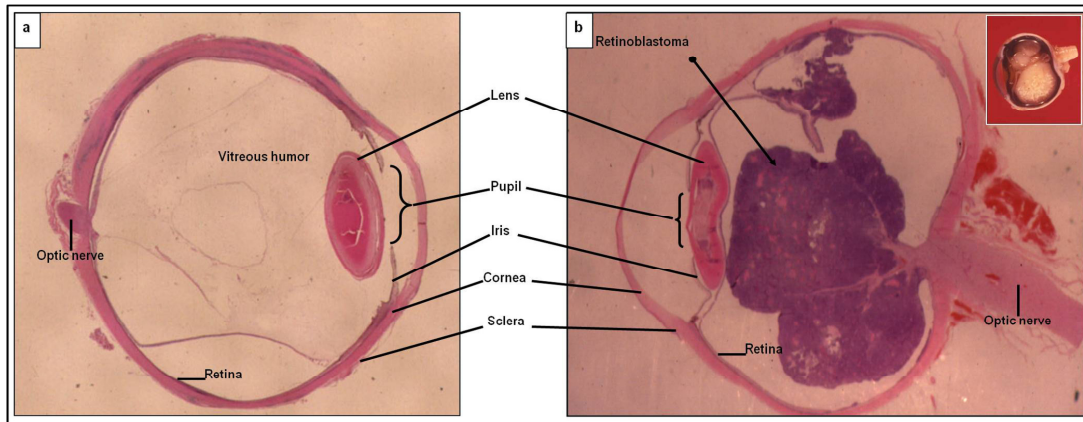 a
Vitreous humor
Optic nerve
Retina
Lens
Pupil
Iris
Cornea
Sclera
b
Retinoblastoma
Retina
Optic nerve